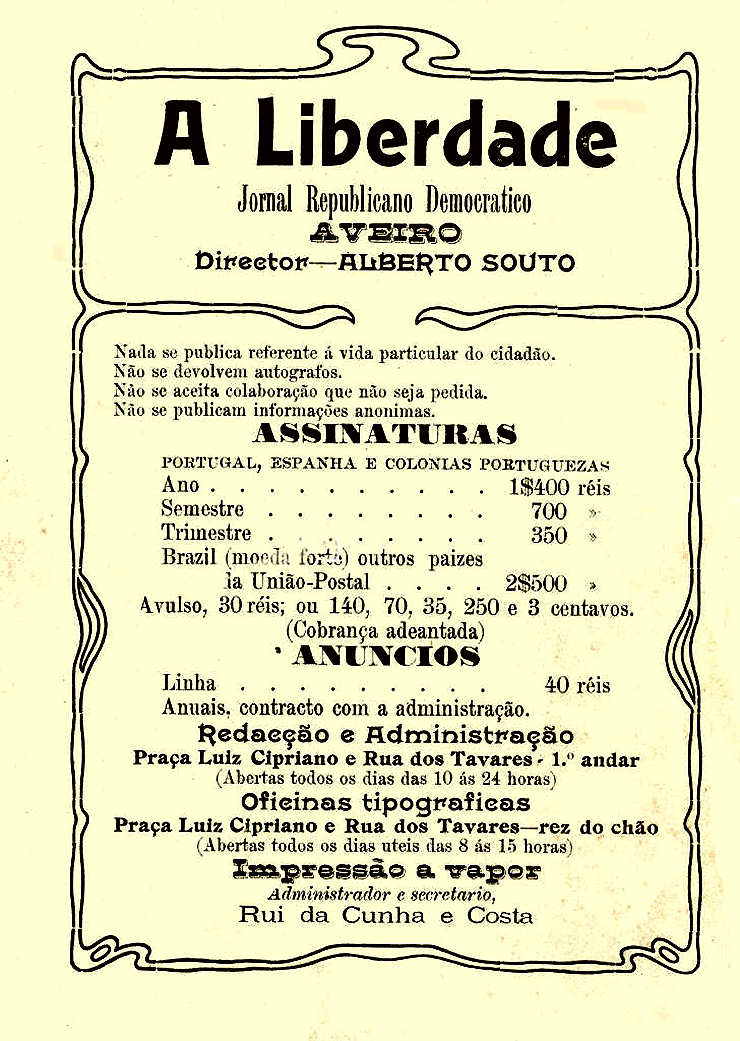 A Liberdade
Jornal Republicano Democratico
AVEIRO
Director—ALBERTO SOUTO
Nada se publica referente á vida particular do cidadão.
Não se devolvem autografos.
Não se aceita colaboração que não seja pedida.
Não se publicam informações anonimas.
ASSINATURAS
PORTUGAL, ESPANHA E COLONIAS PORTUGUEZAS
Ano . . . . . . . . . . . 1$400 réis
Semestre . . . . . . . . 700 »
Trimestre . . . . . . . . 350 »
Brazil (moeda forte) outros paizes
da União-Postal . . . . 2$500 »
Avulso, 30 réis; ou 140, 70, 35, 250 e 3 centavos.
(Cobrança adeantada)
ANUNCIOS
Linha . . . . . . . . . 40 réis
Anuais, contracto com a administração.
Redacção e Administração
Praça Luiz Cipriano e Rua dos Tavares - 1.º andar
(Abertas todos os dias das 10 ás 24 horas)
Oficinas tipograficas
Praça Luiz Cipriano e Rua dos Tavares—rez do chão
(Abertas todos os dias uteis das 8 ás 15 horas)
Impressão a vapor
Administrador e secretario,
Rui da Cunha e Costa